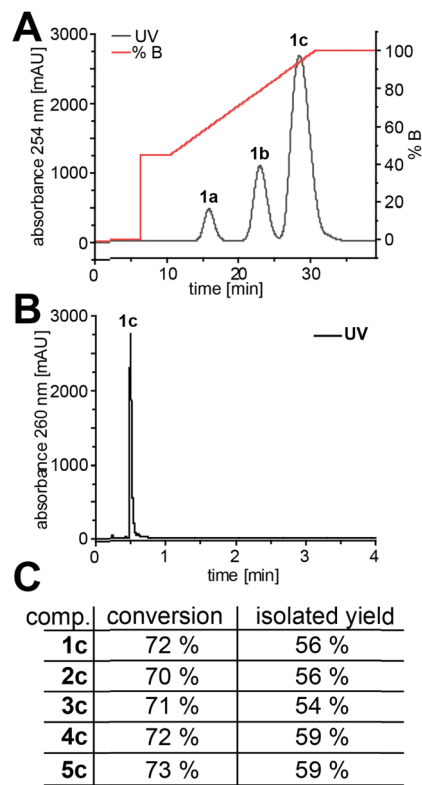 A
3000
2000
1000
0
absorbance 254 nm [mAU]
UV
% B
1a
1b
1c
100
80
60
40
20
0
% B
0
10
20
30
time [min]
B
3000
2000
1000
0
absorbance 260 nm [mAU]
1c
UV
0
1
2
3
4
time [min]
C
comp. conversion isolated yield
1c 72 % 56 %
2c 70 % 56 %
3c 71 % 54 %
4c 72 % 59 %
5c 73 % 59 %